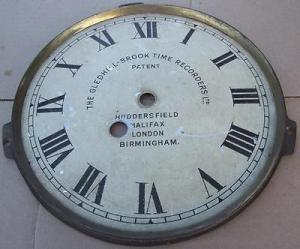 THE GLEDHILL-BROOK TIME RECORDERS LTD
PATENT
HUDDERSFIELD
HALIFAX
LONDON
BIRMINGHAM.
XII
I
II
III
IIII
V
VI
VII
VIII
IX
X
XI